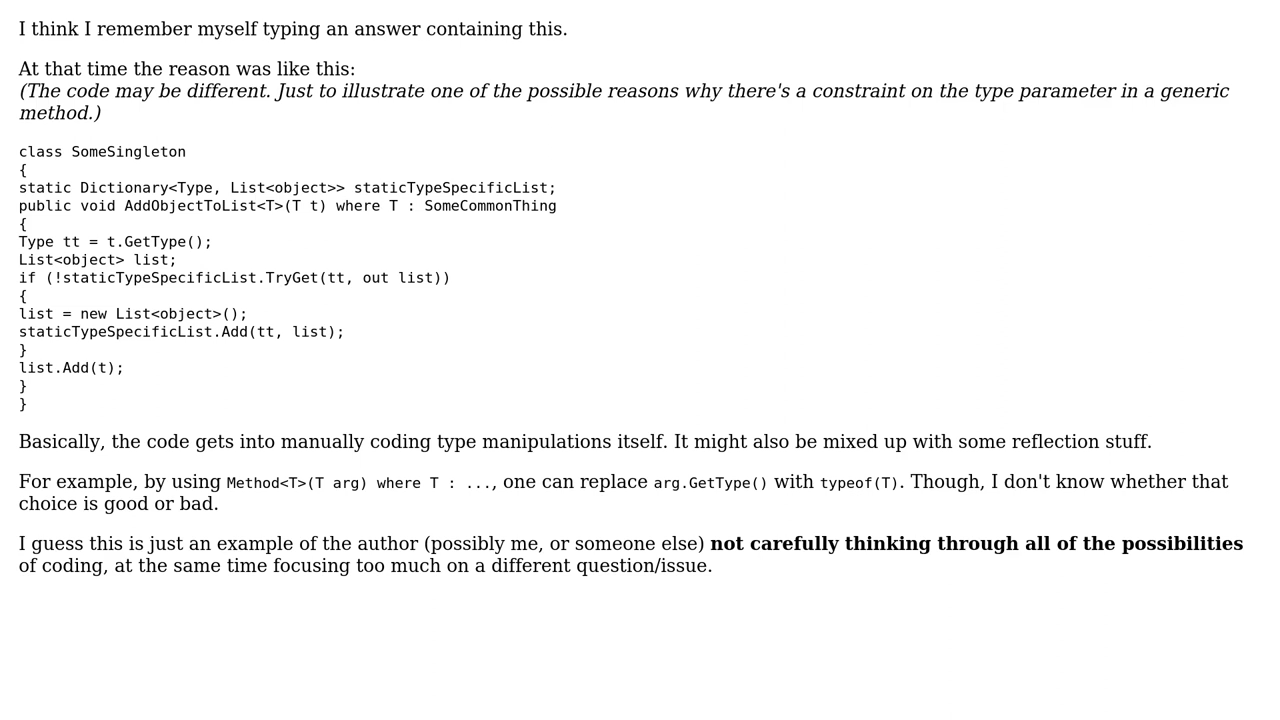 I think I remember myself typing an answer containing this.
At that time the reason was like this:
(The code may be different. Just to illustrate one of the possible reasons why there's a constraint on the type parameter in a generic
method.)
class SomeSingleton
{
static Dictionary<Type, List<object>> staticTypeSpecificList;
public void AddObjectToList<T>(T t) where T : SomeCommonThing
{
Type tt = t.GetType();
List<object> list;
if (!staticTypeSpecificList.TryGet(tt, out list))
{
list = new List<object>();
staticTypeSpecificList.Add(tt, list);
}
list.Add(t);
}
}
Basically, the code gets into manually coding type manipulations itself. It might also be mixed up with some reflection stuff.
For example, by using Method<T>(T arg) where T : ..., one can replace arg.GetType() with typeof(T). Though, I don't know whether that
choice is good or bad.
I guess this is just an example of the author (possibly me, or someone else) not carefully thinking through all of the possibilities
of coding, at the same time focusing too much on a different question/issue.